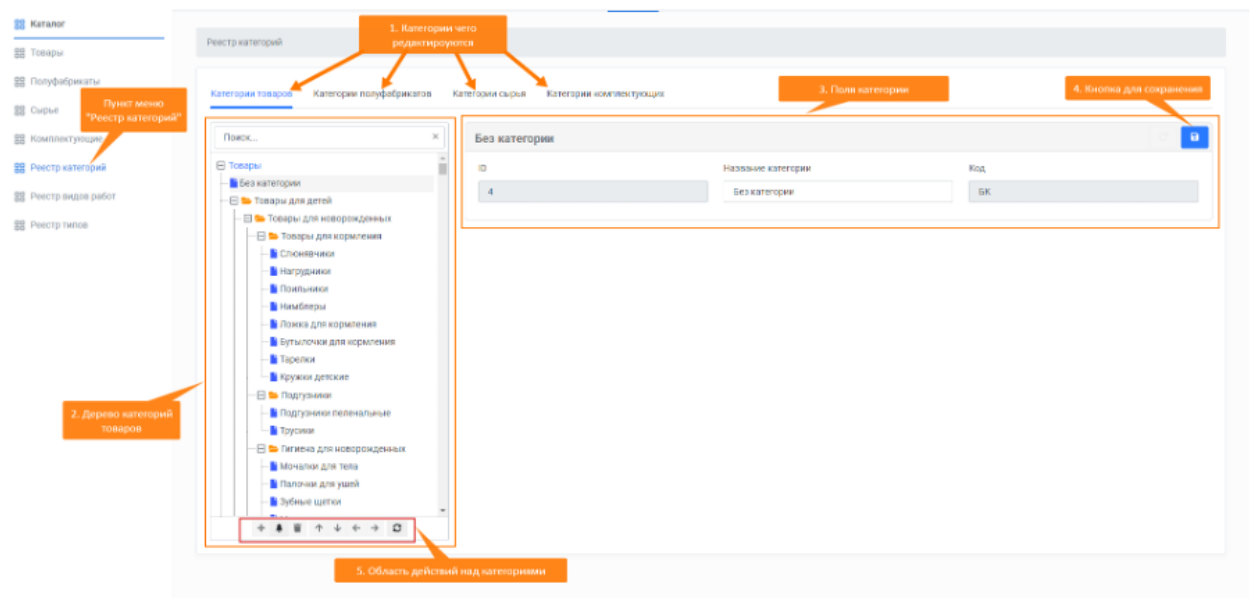 Каталог
Товары
Полуфабрикаты
Сырье
Комплектующие
Реестр категорий
Реестр видов работ
Реестр типов
Пункт меню
"Реестр категорий"
1. Категории чего
редактироуются
Реестр категорий
Категории товаров
Категории полуфабрикатов
Категории сырья
Категории комплектующих
3. Поля категории
4. Кнопка для сохранения
Поиск...
×
Товары
Без категории
Товары для детей
Товары для новорожденных
Товары для кормления
Слюнявчики
Нагрудники
Поильники
Нимблеры
Ложка для кормления
Бутылочки для кормления
Тарелки
Кружки детские
Подгузники
Подгузники пеленальные
Трусики
Гигиена для новорожденных
Мочалки для тела
Палочки для ушей
Зубные щетки
Без категории
ID
Название категории
Код
4
Без категории
БК
2. Дерево категорий
товаров
5. Область действий над категориями